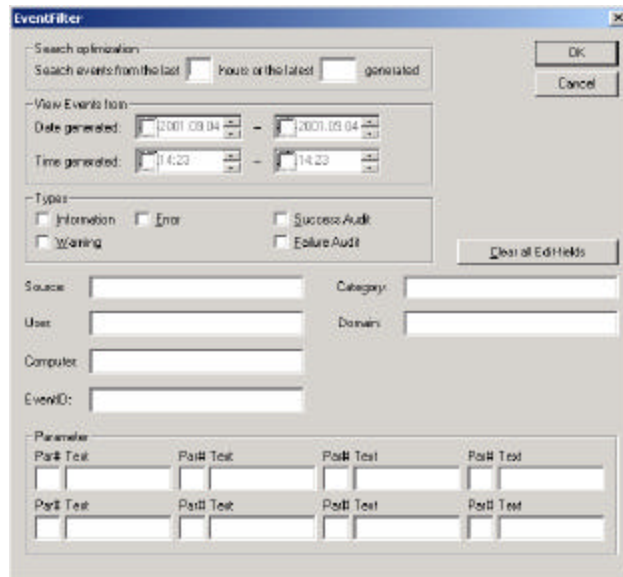 EventFilter
Search optimization
Search events from the last hours or the latest generated
OK
Cancel
View Events from
Date generated: 2001.09.04 – 2001.09.04
Time generated: 14:23 – 14:23
Types
Information Error Success Audit
Warning Failure Audit
Clear all Edit-fields
Source: Category:
User: Domain:
Computer:
EventID:
Parameter
Par# Text Par# Text Par# Text Par# Text
Par# Text Par# Text Par# Text Par# Text